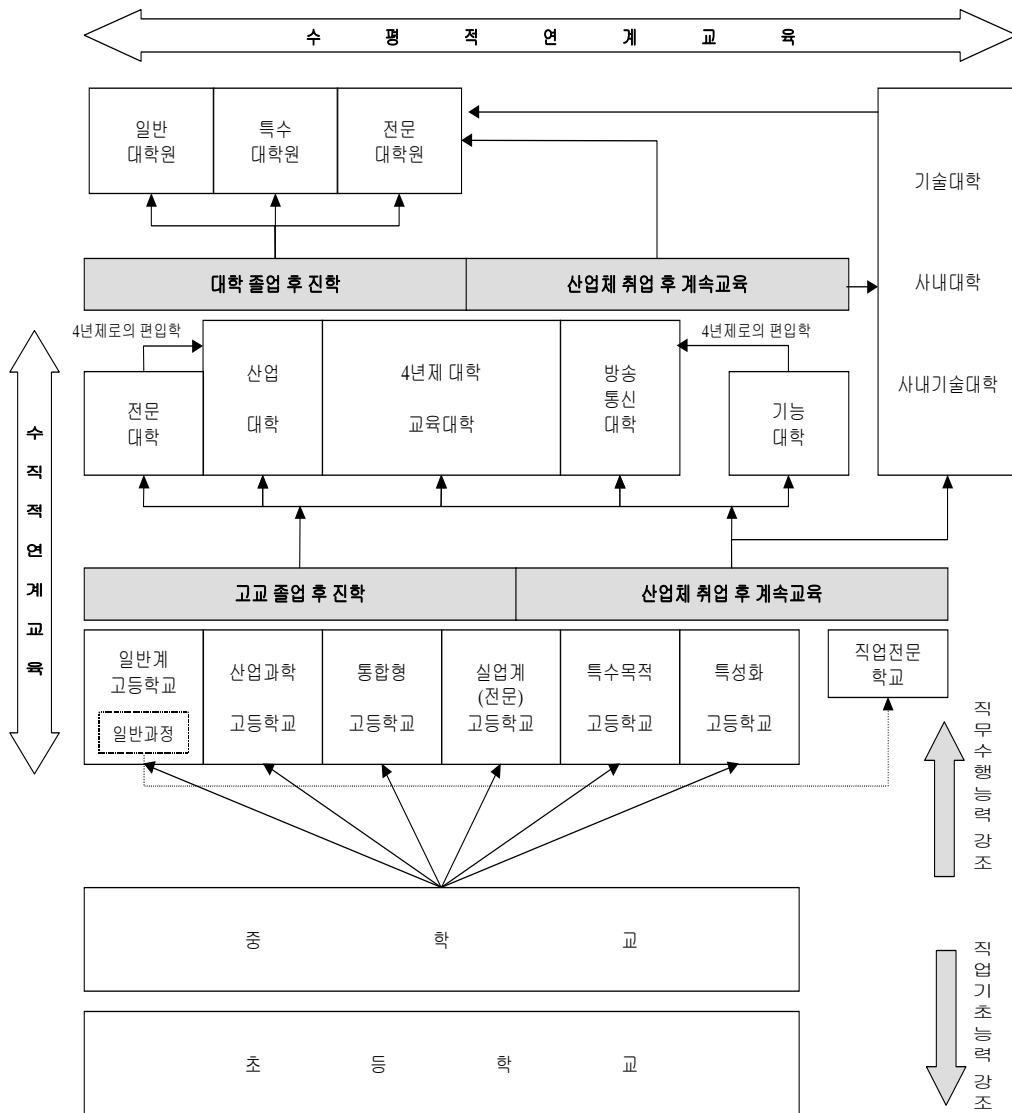 수 평 적 연 계 교 육
일반
대학원
특수
대학원
전문
대학원
기술대학
사내대학
사내기술대학
대학 졸업 후 진학
산업체 취업 후 계속교육
4년제로의 편입학
4년제로의 편입학
전문
대학
산업
대학
4년제 대학
교육대학
방송
통신
대학
기능
대학
수직적연계교육
고교 졸업 후 진학
산업체 취업 후 계속교육
일반계
고등학교
일반과정
산업과학
고등학교
통합형
고등학교
실업계
(전문)
고등학교
특수목적
고등학교
특성화
고등학교
직업전문
학교
직무수행능력 강조
중 학 교
직업기초능력 강조
초 등 학 교